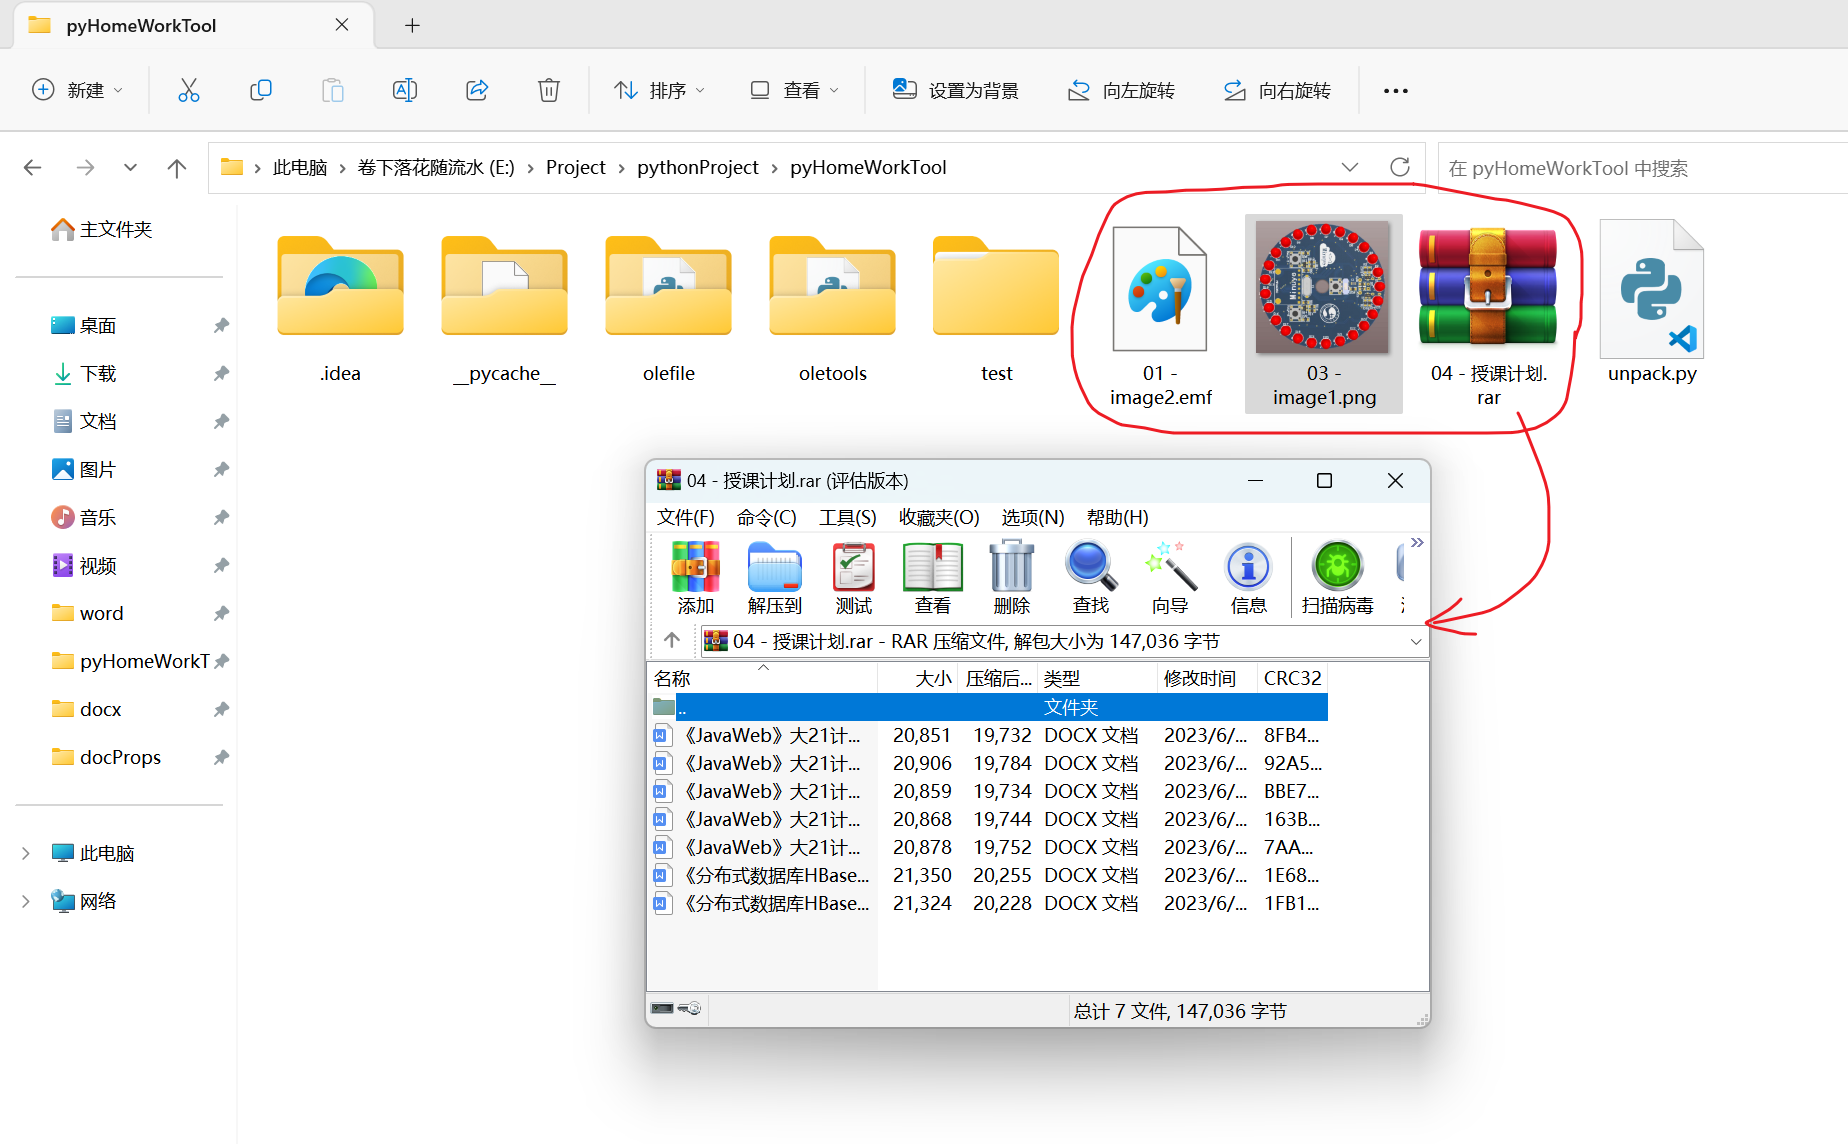 pyHomeWorkTool
新建
排序
查看
设置为背景
向左旋转
向右旋转
此电脑 › 卷下落花随流水 (E:) › Project › pythonProject › pyHomeWorkTool
在 pyHomeWorkTool 中搜索
主文件夹
桌面
下载
文档
图片
音乐
视频
word
pyHomeWorkT
docx
docProps
此电脑
网络
.idea
__pycache__
olefile
oletools
test
01 -
image2.emf
03 -
image1.png
04 - 授课计划.
rar
unpack.py
04 - 授课计划.rar (评估版本)
文件(F) 命令(C) 工具(S) 收藏夹(O) 选项(N) 帮助(H)
添加 解压到 测试 查看 删除 查找 向导 信息 扫描病毒
04 - 授课计划.rar - RAR 压缩文件, 解包大小为 147,036 字节
名称 大小 压缩后... 类型 修改时间 CRC32
.. 文件夹
《JavaWeb》大21计... 20,851 19,732 DOCX 文档 2023/6/... 8FB4...
《JavaWeb》大21计... 20,906 19,784 DOCX 文档 2023/6/... 92A5...
《JavaWeb》大21计... 20,859 19,734 DOCX 文档 2023/6/... BBE7...
《JavaWeb》大21计... 20,868 19,744 DOCX 文档 2023/6/... 163B...
《JavaWeb》大21计... 20,878 19,752 DOCX 文档 2023/6/... 7AA...
《分布式数据库HBase... 21,350 20,255 DOCX 文档 2023/6/... 1E68...
《分布式数据库HBase... 21,324 20,228 DOCX 文档 2023/6/... 1FB1...
总计 7 文件, 147,036 字节